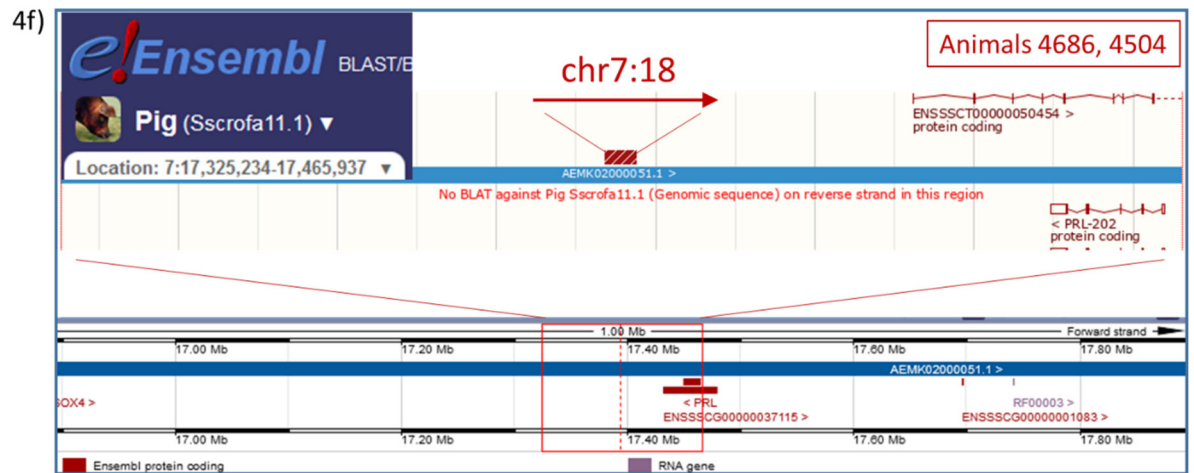 4f)
e!Ensembl BLAST/B
Pig (Sscrofa11.1) ▼
Location: 7:17,325,234-17,465,937 ▼
chr7:18
Animals 4686, 4504
ENSSSCT00000050454 >
protein coding
AEMK02000051.1 >
No BLAT against Pig Sscrofa11.1 (Genomic sequence) on reverse strand in this region
< PRL-202
protein coding
1.00 Mb
Forward strand
17.00 Mb 17.20 Mb 17.40 Mb 17.60 Mb 17.80 Mb
AEMK02000051.1 >
SOX4 >
< PRL
RF00003 >
ENSSSCG00000037115 >
ENSSSCG00000001083 >
17.00 Mb 17.20 Mb 17.40 Mb 17.60 Mb 17.80 Mb
Ensembl protein coding
RNA gene